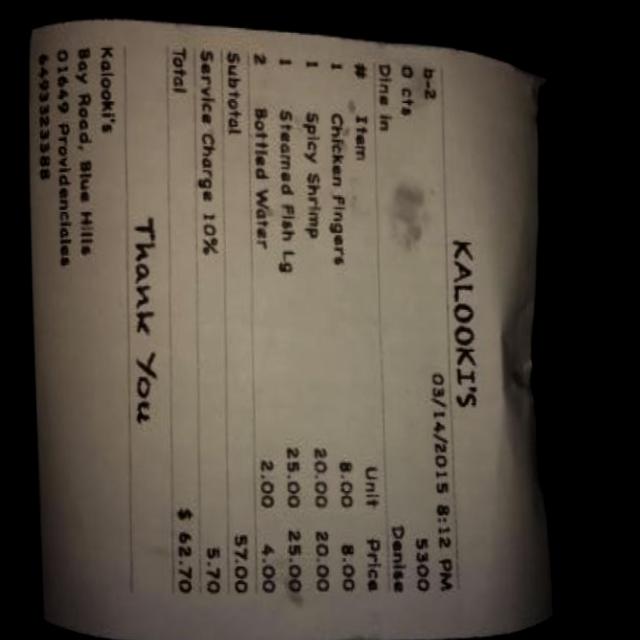 KALOOKI'S
03/14/2015 8:12 PM
b-2 5300
0 cts Denise
Dine in
# Item Unit Price
1 Chicken Fingers 8.00 8.00
1 Spicy Shrimp 20.00 20.00
1 Steamed Fish Lg 25.00 25.00
2 Bottled Water 2.00 4.00
Subtotal 57.00
Service Charge 10% 5.70
Total $ 62.70
Thank You
Kalooki's
Bay Road, Blue Hills
01649 Providenciales
6493323388